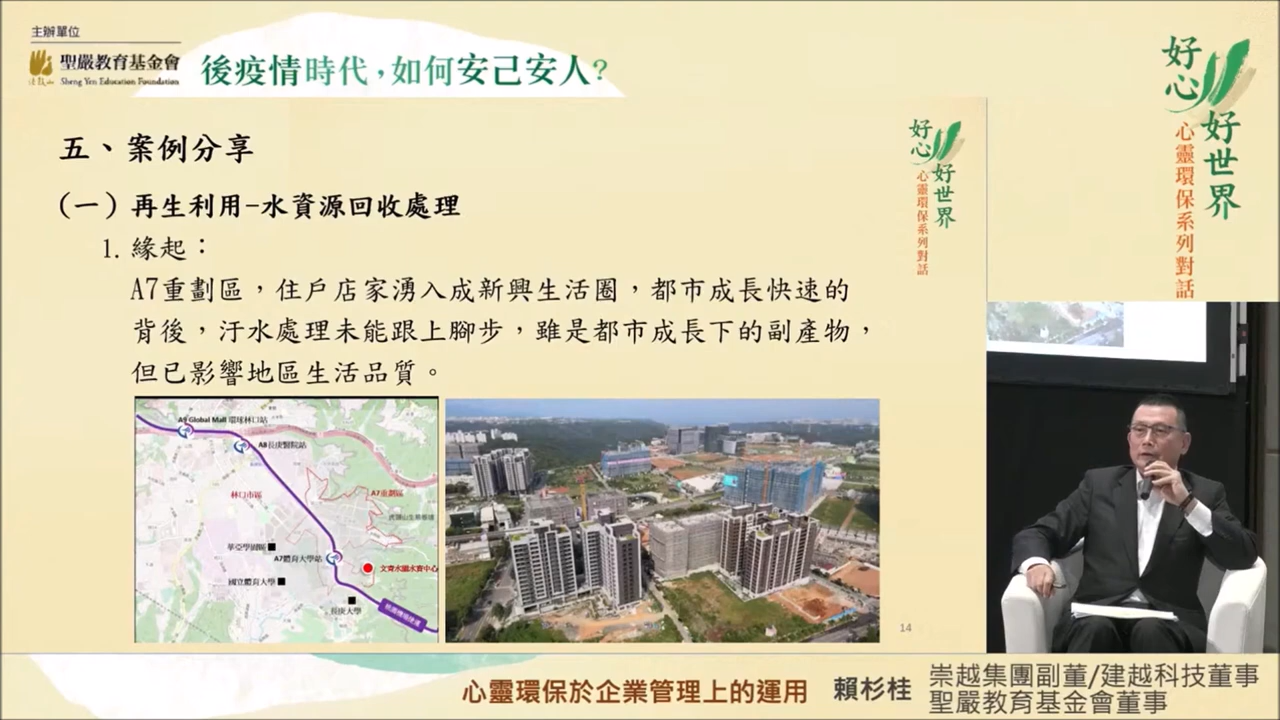 主辦單位
聖嚴教育基金會
Sheng Yen Education Foundation
法鼓山
後疫情時代，如何安己安人？
好心好世界
心靈環保系列對話
五、案例分享
(一) 再生利用-水資源回收處理
1. 緣起：
A7重劃區，住戶店家湧入成新興生活圈，都市成長快速的
背後，汙水處理未能跟上腳步，雖是都市成長下的副產物，
但已影響地區生活品質。
好心好世界
心靈環保系列對話
A9 Global Mall 環球林口站
A8長庚醫院站
林口市區
A7重劃區
華亞學園區
A7體育大學站
文青水園水資中心
國立體育大學
長庚大學
桃園機場捷運
14
心靈環保於企業管理上的運用
賴杉桂
崇越集團副董/建越科技董事
聖嚴教育基金會董事